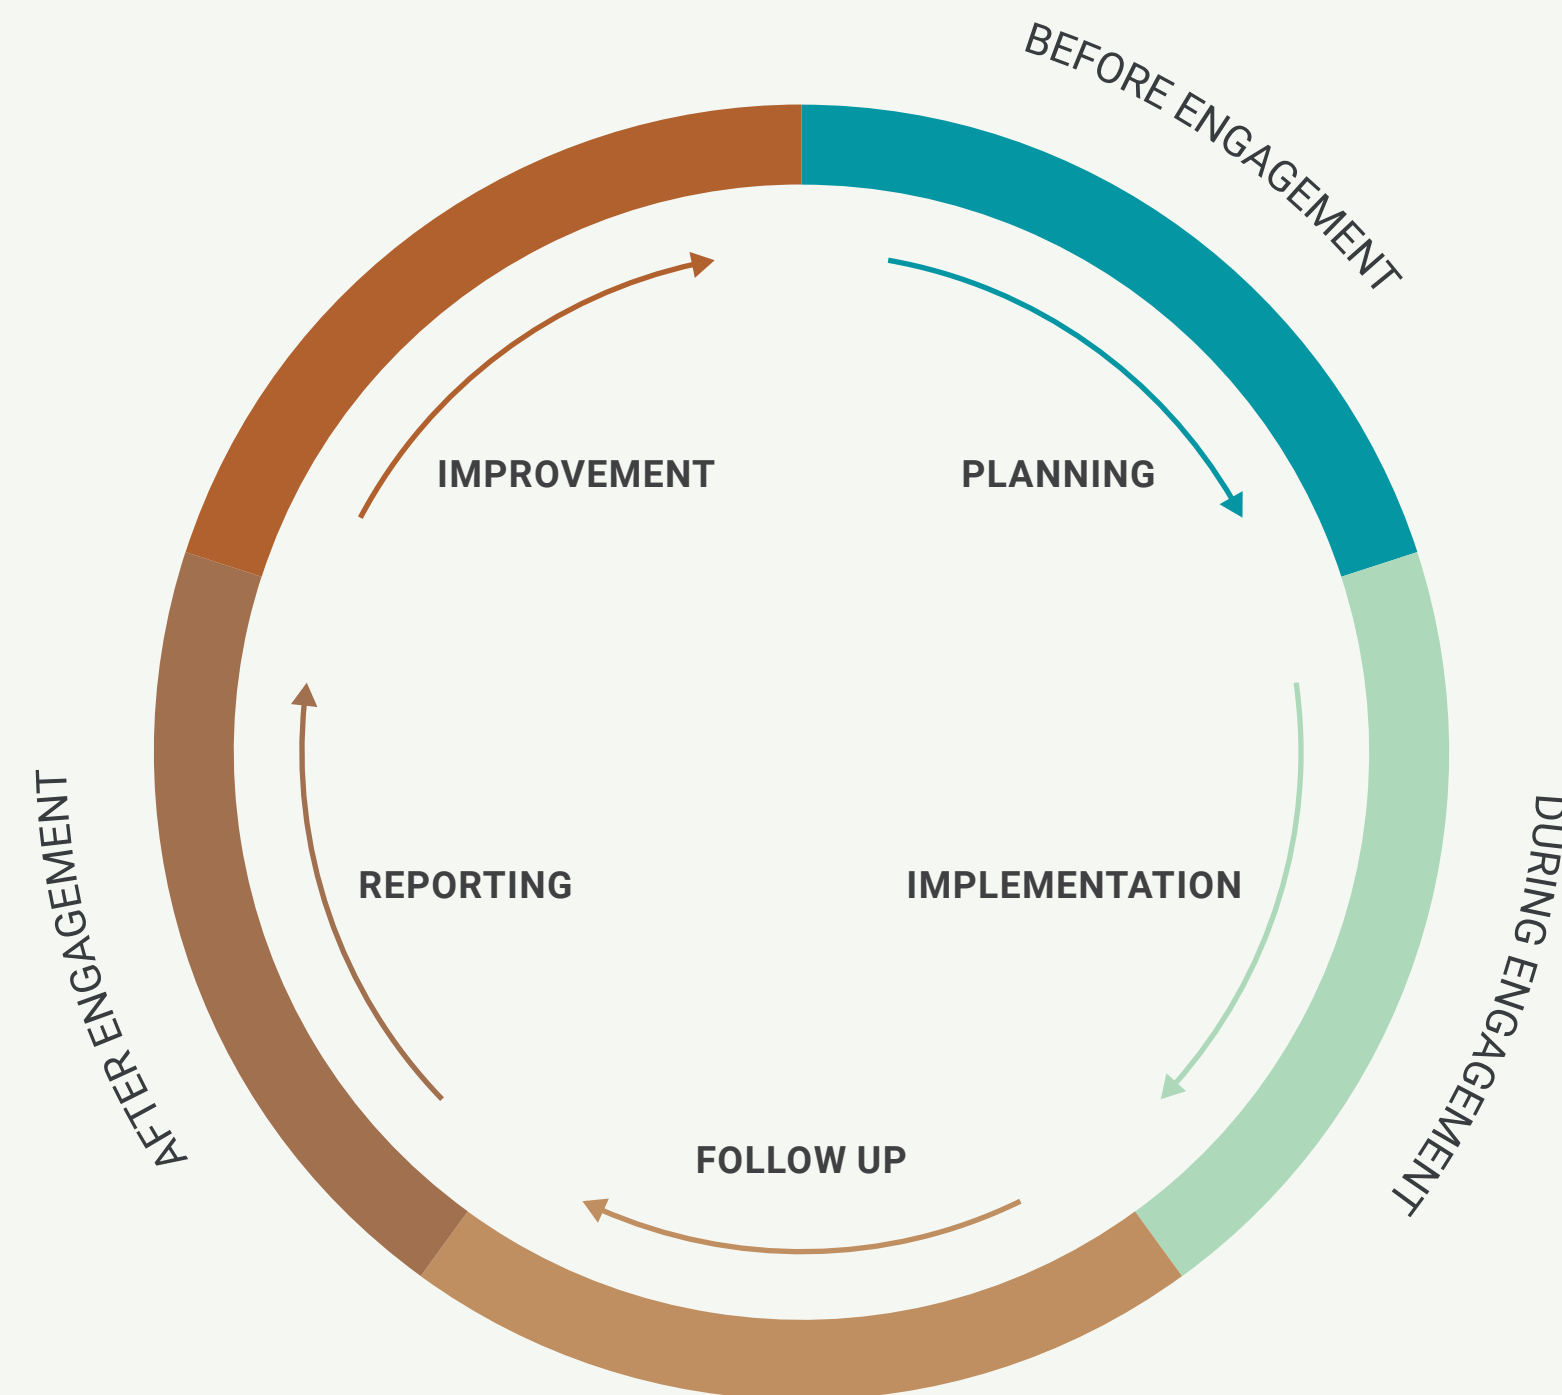 BEFORE ENGAGEMENT
IMPROVEMENT
PLANNING
AFTER ENGAGEMENT
DURING ENGAGEMENT
REPORTING
IMPLEMENTATION
FOLLOW UP